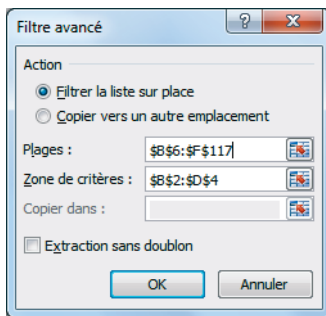 Filtre avancé
Action
Filtrer la liste sur place
Copier vers un autre emplacement
Plages : $B$6:$F$117
Zone de critères : $B$2:$D$4
Copier dans :
Extraction sans doublon
OK Annuler